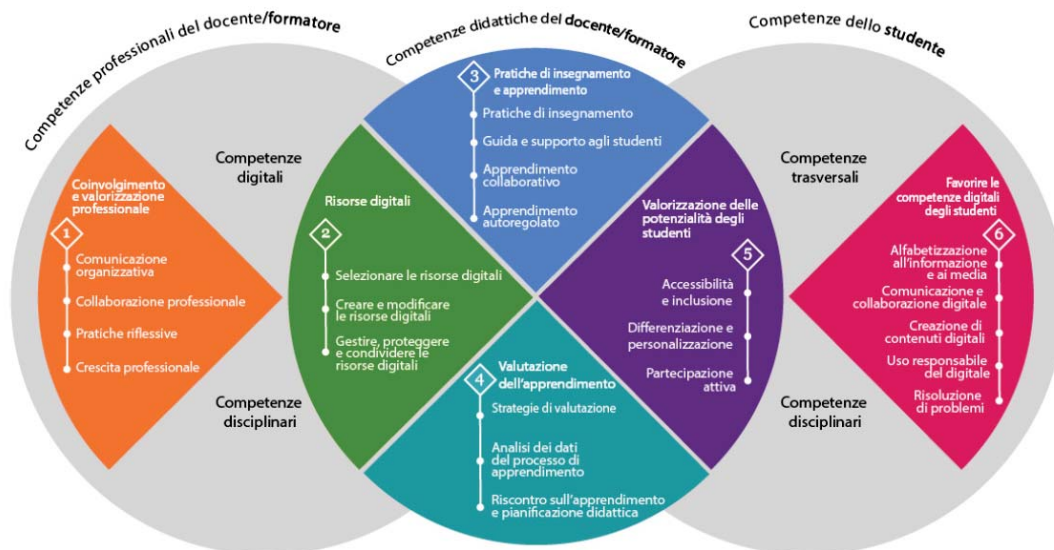 Competenze professionali del docente/formatore
Competenze didattiche del docente/formatore
Competenze dello studente
Competenze
digitali
Competenze
disciplinari
Coinvolgimento
e valorizzazione
professionale
1
Comunicazione
organizzativa
Collaborazione professionale
Pratiche riflessive
Crescita professionale
Risorse digitali
2
Selezionare le risorse digitali
Creare e modificare
le risorse digitali
Gestire, proteggere
e condividere le
risorse digitali
3
Pratiche di insegnamento
e apprendimento
Pratiche di insegnamento
Guida e supporto agli studenti
Apprendimento
collaborativo
Apprendimento
autoregolato
4
Valutazione
dell'apprendimento
Strategie di valutazione
Analisi dei dati
del processo di
apprendimento
Riscontro sull'apprendimento
e pianificazione didattica
Valorizzazione delle
potenzialità degli
studenti
5
Accessibilità
e inclusione
Differenziazione e
personalizzazione
Partecipazione
attiva
Competenze
trasversali
Competenze
disciplinari
Favorire le
competenze digitali
degli studenti
6
Alfabetizzazione
all'informazione
e ai media
Comunicazione e
collaborazione digitale
Creazione di
contenuti digitali
Uso responsabile
del digitale
Risoluzione
di problemi